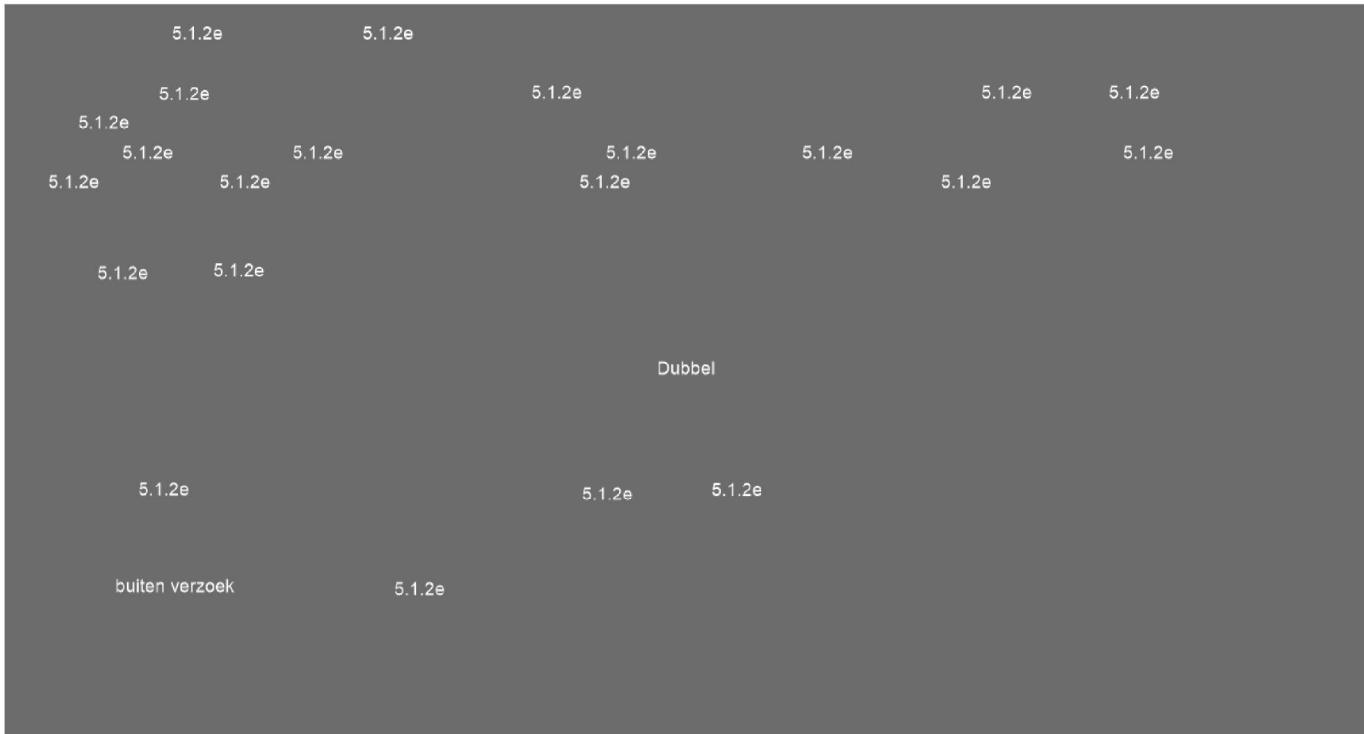 5.1.2e 5.1.2e
5.1.2e 5.1.2e 5.1.2e 5.1.2e
5.1.2e
5.1.2e 5.1.2e 5.1.2e 5.1.2e 5.1.2e
5.1.2e 5.1.2e 5.1.2e 5.1.2e
5.1.2e 5.1.2e
Dubbel
5.1.2e 5.1.2e 5.1.2e
buiten verzoek 5.1.2e